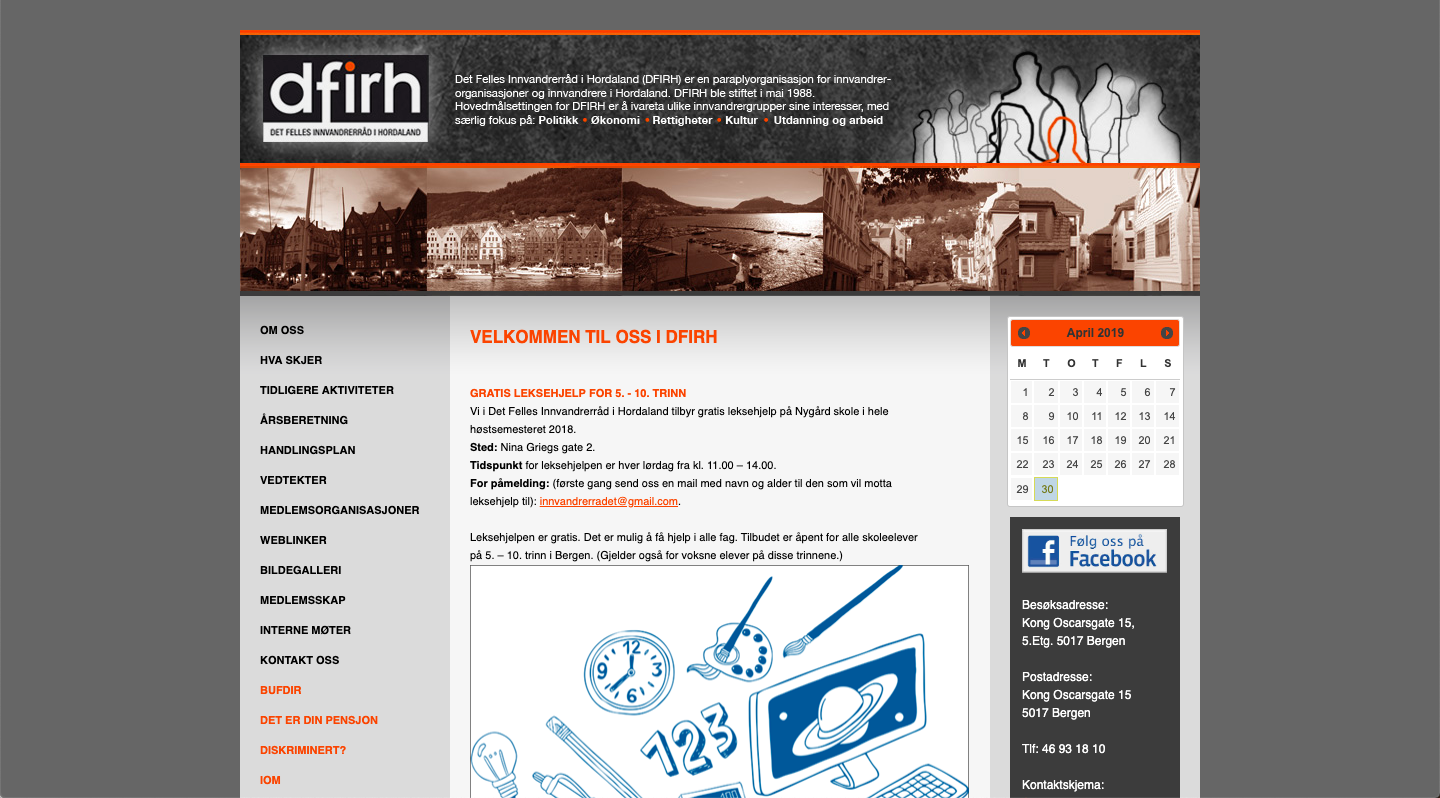 dfirh
DET FELLES INNVANDRERRÅD I HORDALAND
Det Felles Innvandrerråd i Hordaland (DFIRH) er en paraplyorganisasjon for innvandrer-
organisasjoner og innvandrere i Hordaland. DFIRH ble stiftet i mai 1988.
Hovedmålsettingen for DFIRH er å ivareta ulike innvandrergrupper sine interesser, med
særlig fokus på: Politikk • Økonomi • Rettigheter • Kultur • Utdanning og arbeid
OM OSS
HVA SKJER
TIDLIGERE AKTIVITETER
ÅRSBERETNING
HANDLINGSPLAN
VEDTEKTER
MEDLEMSORGANISASJONER
WEBLINKER
BILDEGALLERI
MEDLEMSSKAP
INTERNE MØTER
KONTAKT OSS
BUFDIR
DET ER DIN PENSJON
DISKRIMINERT?
IOM
VELKOMMEN TIL OSS I DFIRH
GRATIS LEKSEHJELP FOR 5. - 10. TRINN
Vi i Det Felles Innvandrerråd i Hordaland tilbyr gratis leksehjelp på Nygård skole i hele
høstsemesteret 2018.
Sted: Nina Griegs gate 2.
Tidspunkt for leksehjelpen er hver lørdag fra kl. 11.00 – 14.00.
For påmelding: (første gang send oss en mail med navn og alder til den som vil motta
leksehjelp til): innvandrerradet@gmail.com.
Leksehjelpen er gratis. Det er mulig å få hjelp i alle fag. Tilbudet er åpent for alle skoleelever
på 5. – 10. trinn i Bergen. (Gjelder også for voksne elever på disse trinnene.)
12
9 3
6
123
April 2019
M T O T F L S
1 2 3 4 5 6 7
8 9 10 11 12 13 14
15 16 17 18 19 20 21
22 23 24 25 26 27 28
29 30
Følg oss på
Facebook
Besøksadresse:
Kong Oscarsgate 15,
5.Etg. 5017 Bergen
Postadresse:
Kong Oscarsgate 15
5017 Bergen
Tlf: 46 93 18 10
Kontaktskjema: